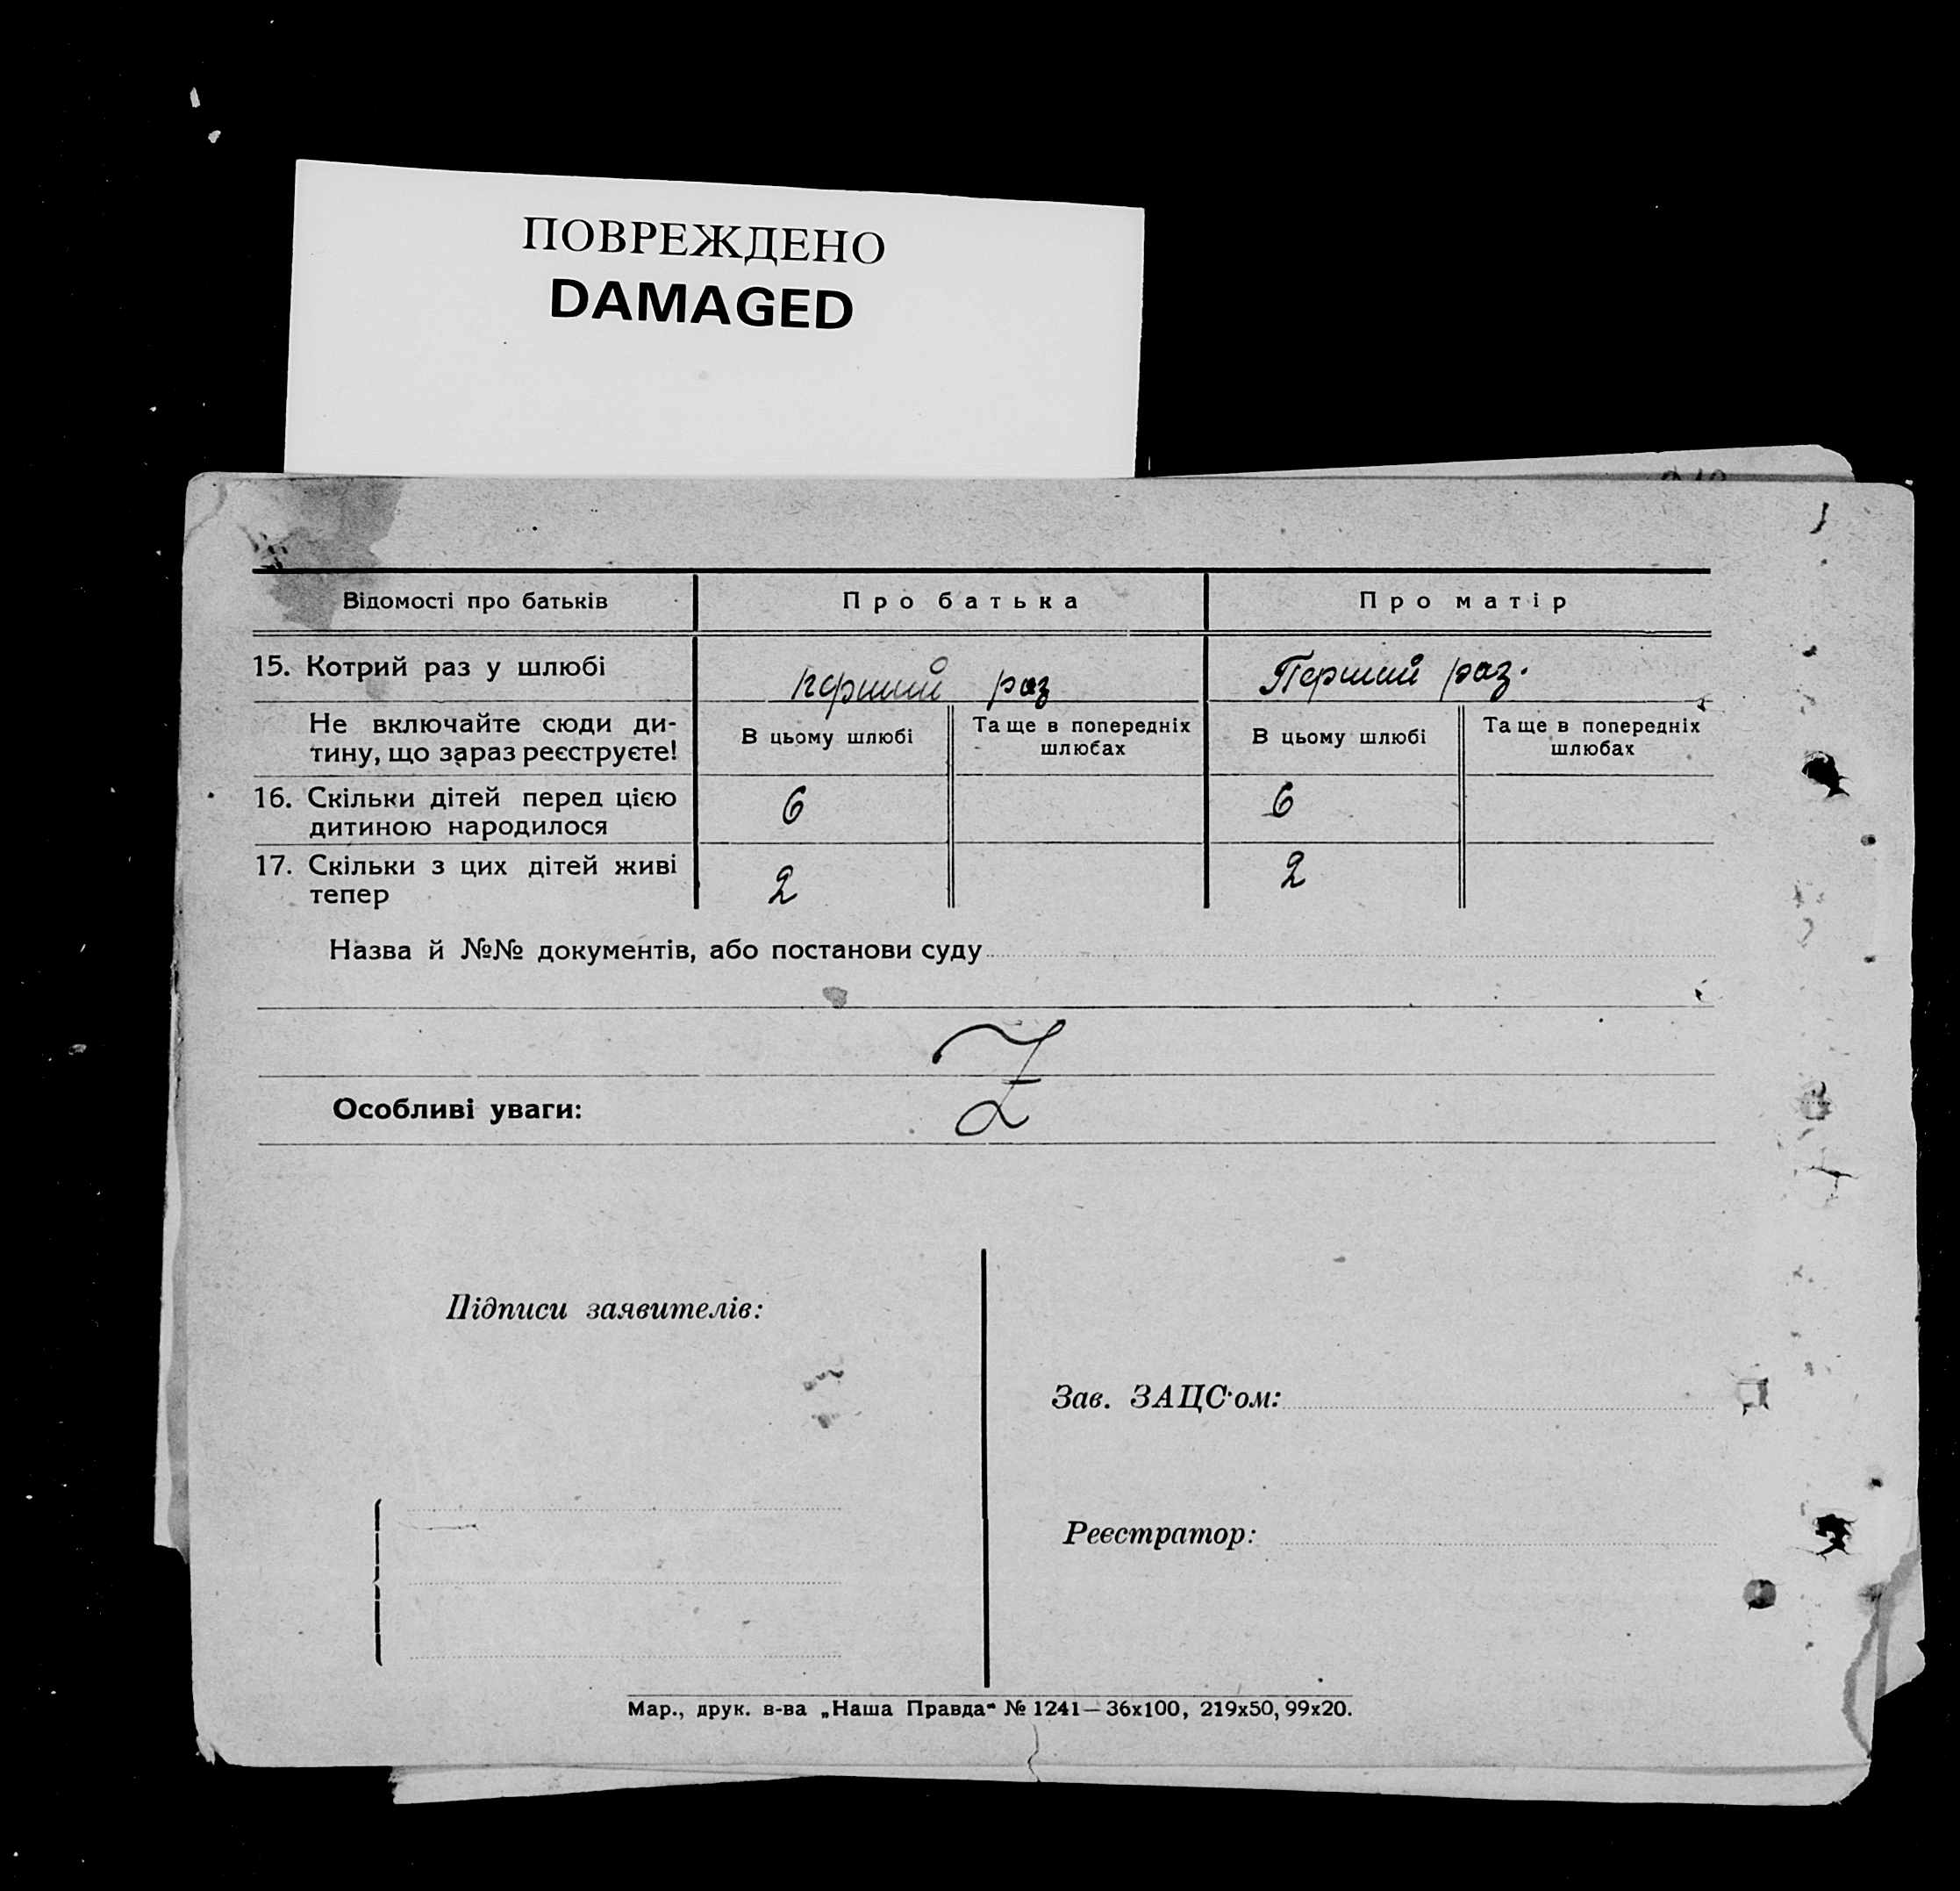 ПОВРЕЖДЕНО
DAMAGED
Відомості про батьків Про батька Про матір
15. Котрий раз у шлюбі перший раз Перший раз.
Не включайте сюди ди-
тину, що зараз реєструєте!
В цьому шлюбі Та ще в попередніх
шлюбах
В цьому шлюбі Та ще в попередніх
шлюбах
16. Скільки дітей перед цією
дитиною народилося 6 6
17. Скільки з цих дітей живі
тепер 2 2
Назва й №№ документів, або постанови суду
Z
Особливі уваги:
Підписи заявителів:
Зав. ЗАЦС'ом:
Реєстратор:
Мар., друк. в-ва „Наша Правда“ № 1241—36х100, 219х50, 99х20.